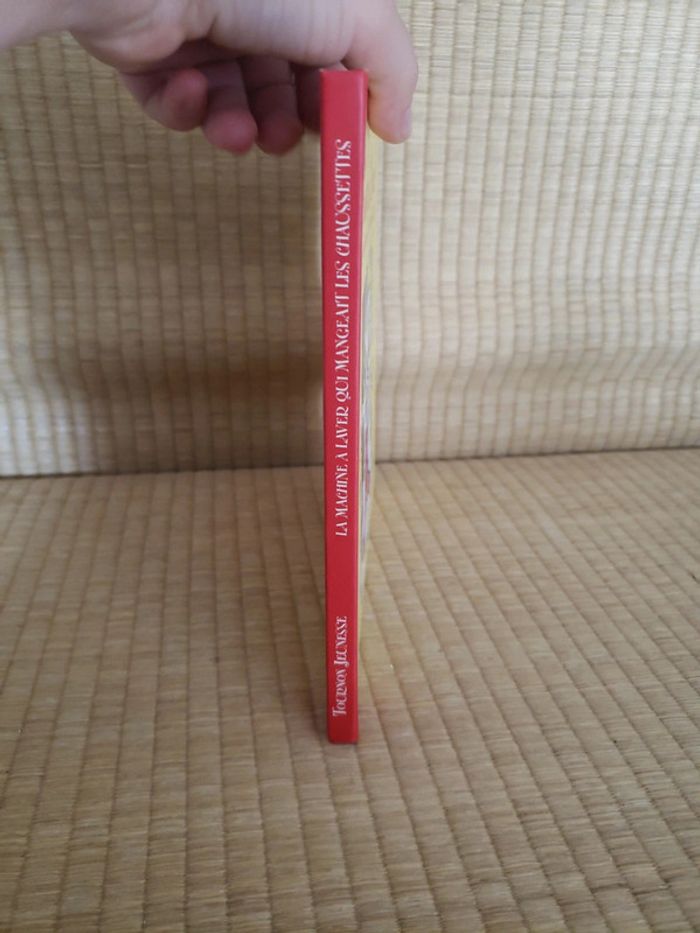 LA MACHINE À LAVER QUI MANGEAIT LES CHAUSSETTES
TOURNON JEUNESSE